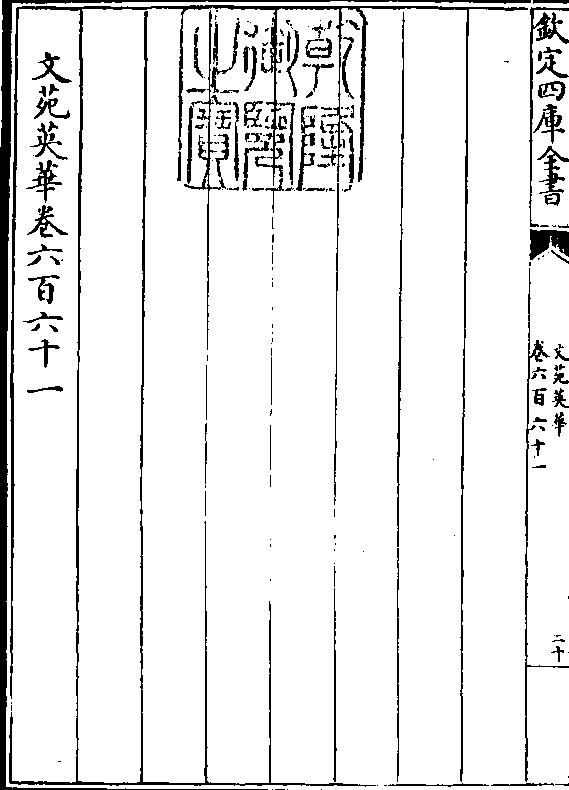 欽定四庫全書
文苑英華
卷六百六十一
二十
乾隆
御覽
之寶
文苑英華卷六百六十一